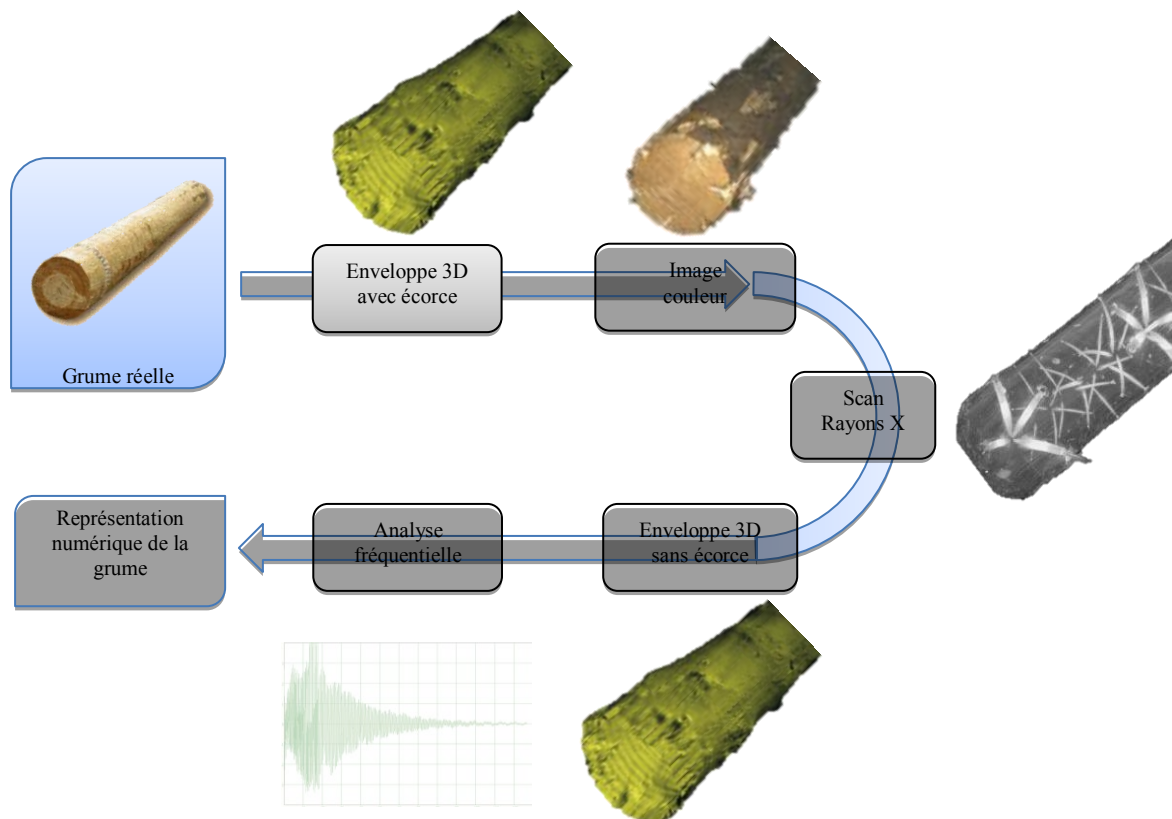 Enveloppe 3D
avec écorce
Image
couleur
Grume réelle
Scan
Rayons X
Enveloppe 3D
sans écorce
Analyse
fréquentielle
Représentation
numérique de la
grume